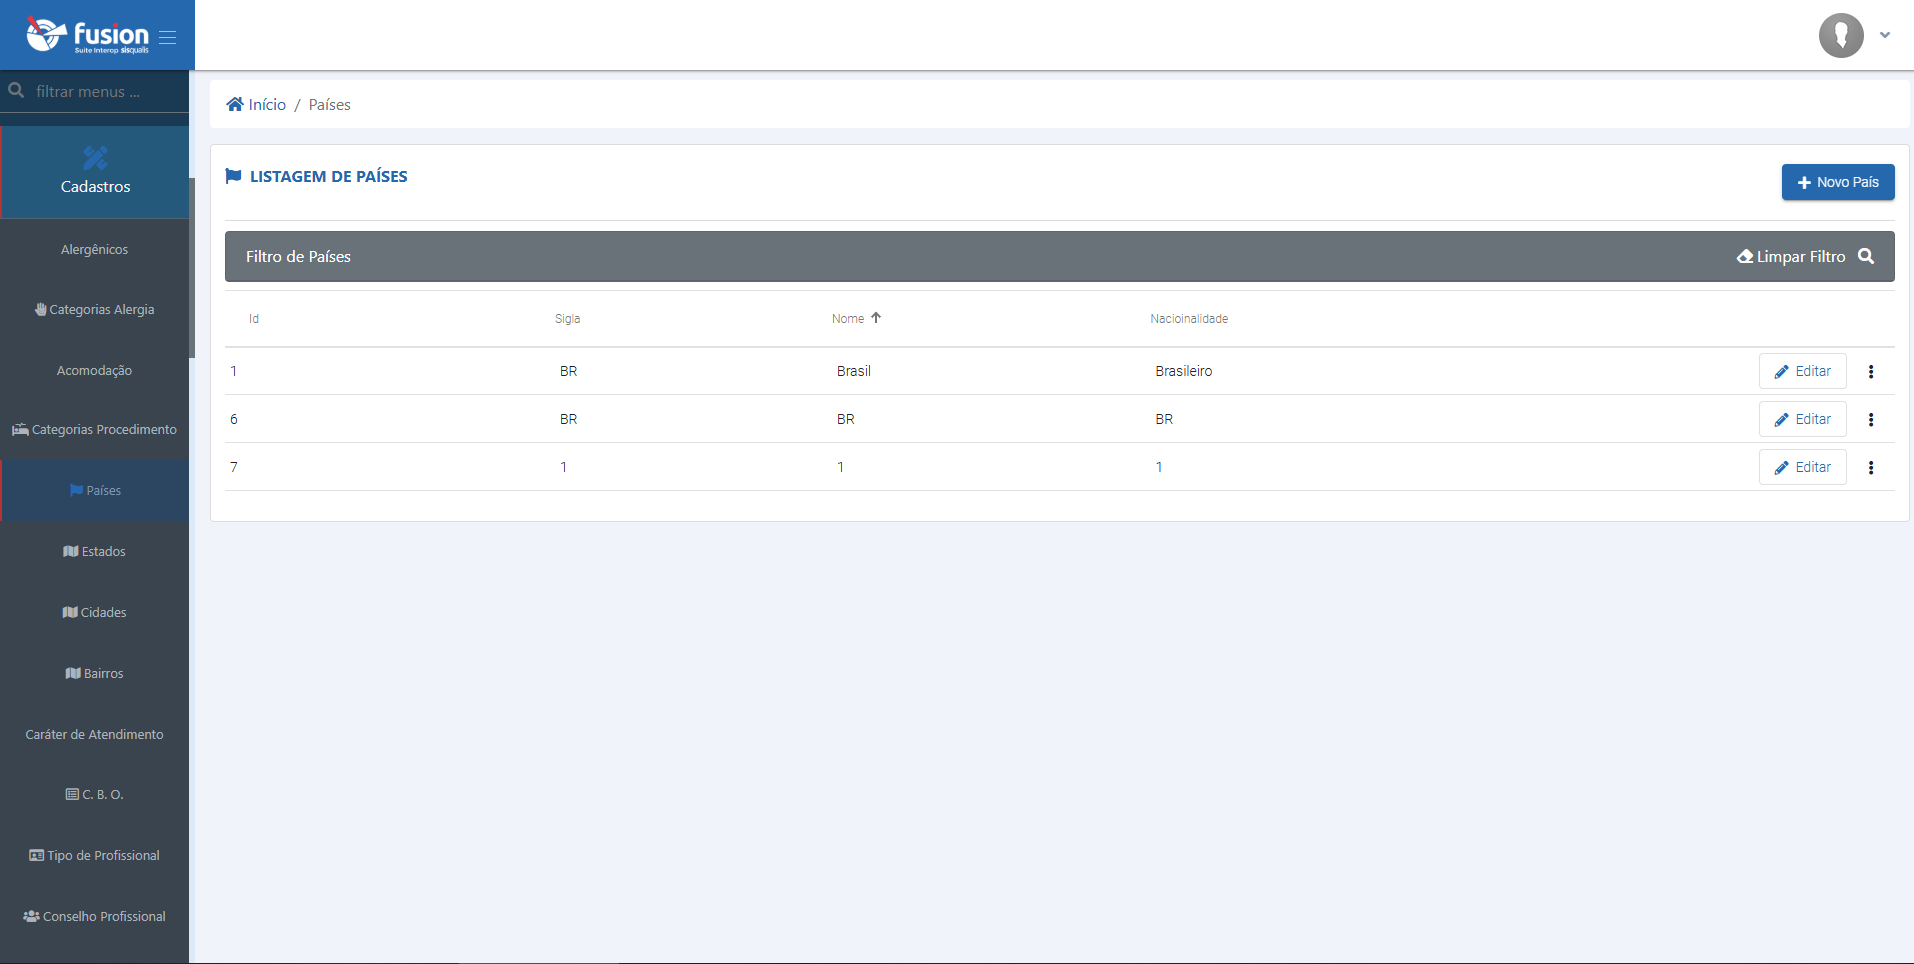 fusion
Suite Interop sisqualis
filtrar menus ...
Cadastros
Alergênicos
Categorias Alergia
Acomodação
Categorias Procedimento
Países
Estados
Cidades
Bairros
Caráter de Atendimento
C. B. O.
Tipo de Profissional
Conselho Profissional
Início / Países
LISTAGEM DE PAÍSES
Novo País
Filtro de Países Limpar Filtro
Id Sigla Nome Nacioinalidade
1 BR Brasil Brasileiro Editar
6 BR BR BR Editar
7 1 1 1 Editar